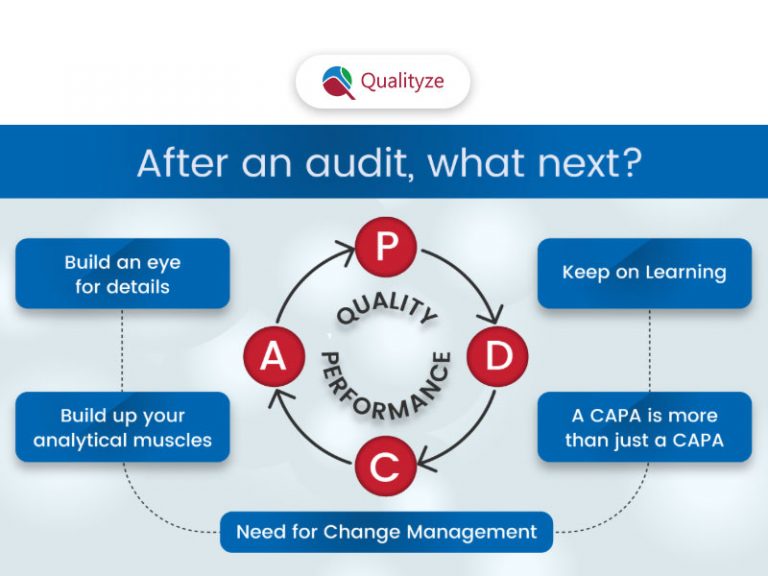 Qualityze
After an audit, what next?
Build an eye
for details
Build up your
analytical muscles
P
D
C
A
QUALITY
PERFORMANCE
Keep on Learning
A CAPA is more
than just a CAPA
Need for Change Management